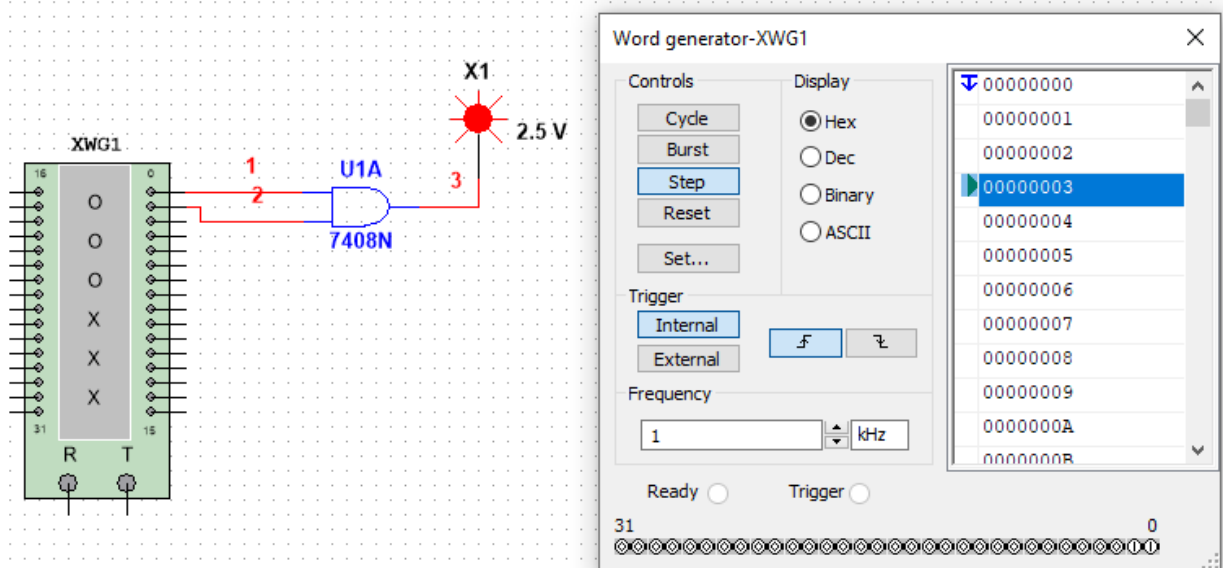 X1
2.5 V
XWG1
16
0
O
O
O
X
X
X
31
15
R
T
1
2
U1A
3
7408N
Word generator-XWG1
Controls
Cycle
Burst
Step
Reset
Set...
Display
Hex
Dec
Binary
ASCII
Trigger
Internal
External
Frequency
1
kHz
Ready
Trigger
00000000
00000001
00000002
00000003
00000004
00000005
00000006
00000007
00000008
00000009
0000000A
0000000B
31
0